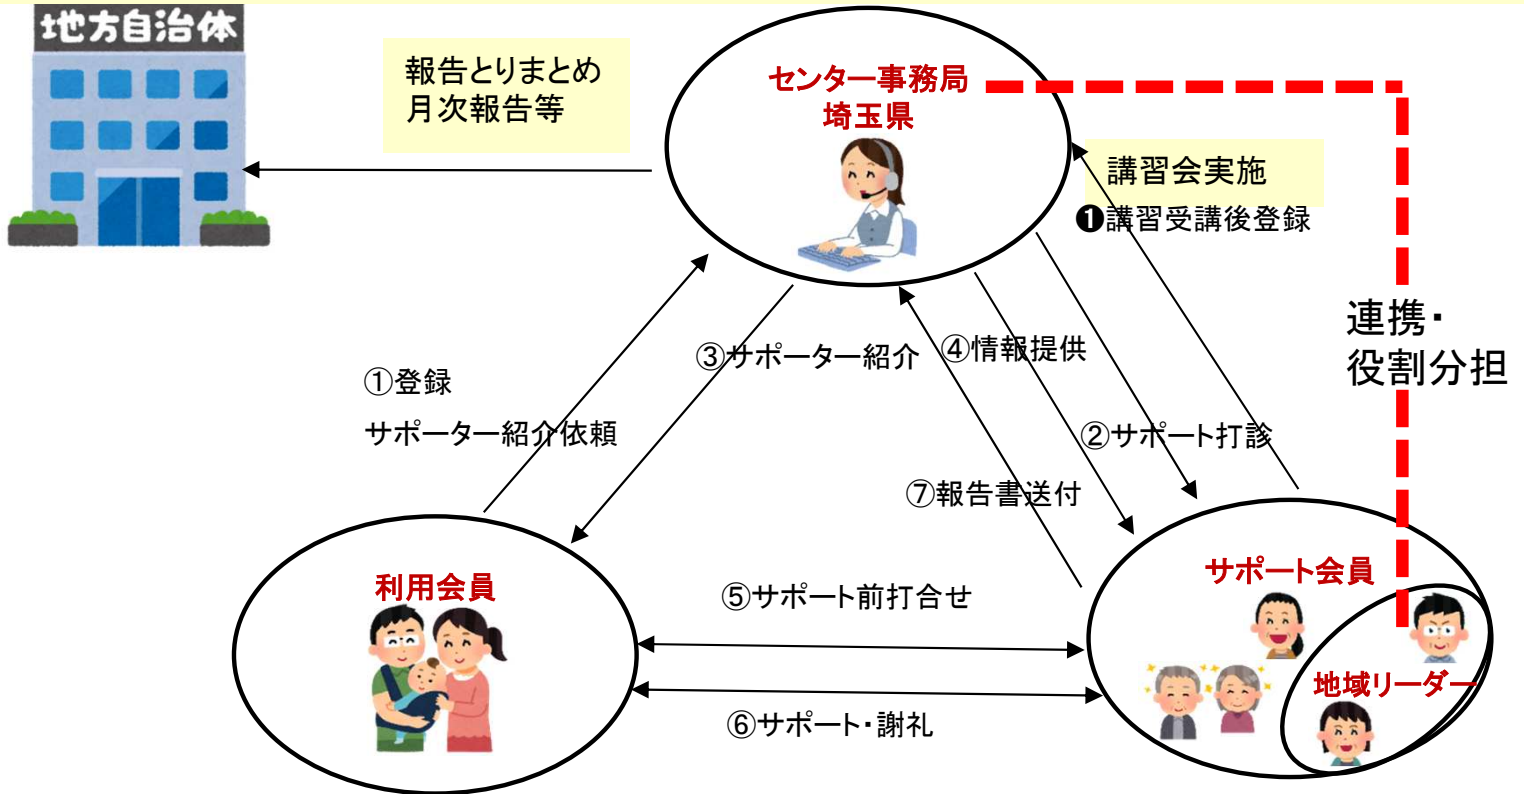 地方自治体
報告とりまとめ
月次報告等
センター事務局
埼玉県
講習会実施
❶講習受講後登録
連携・
役割分担
③サポーター紹介
④情報提供
①登録
サポーター紹介依頼
②サポート打診
⑦報告書送付
利用会員
サポート会員
⑤サポート前打合せ
地域リーダー
⑥サポート・謝礼